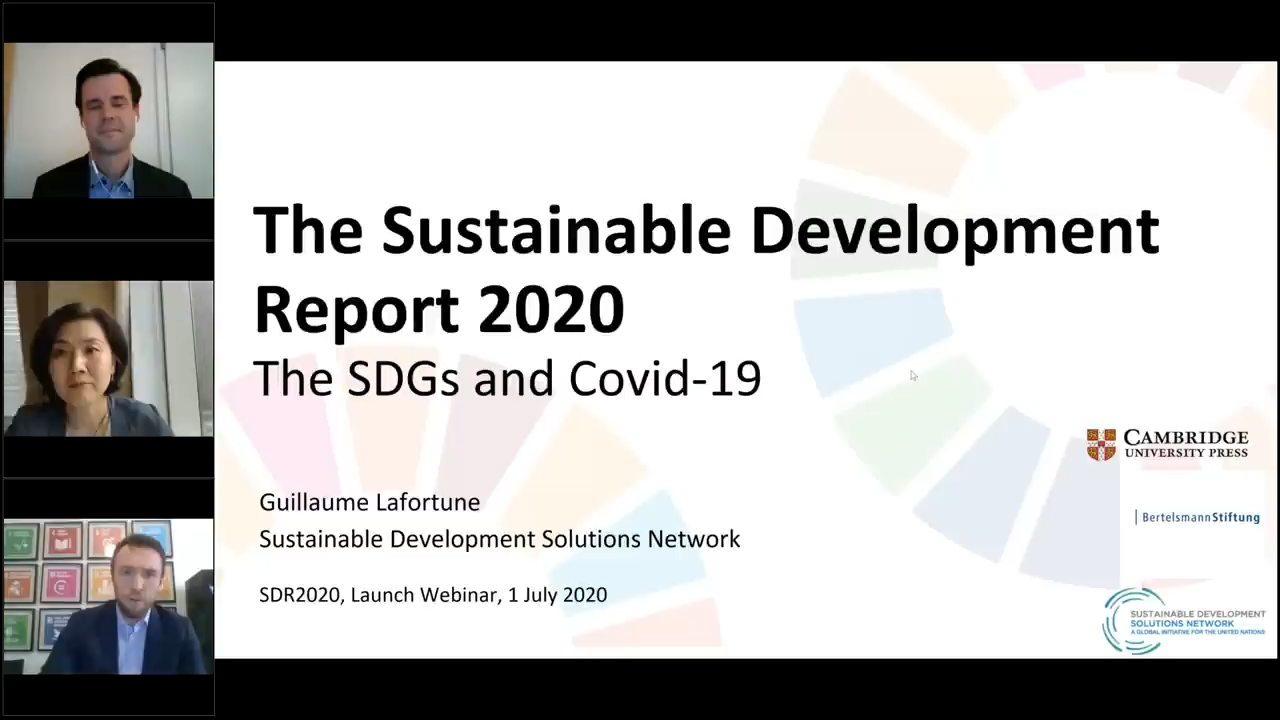 The Sustainable Development
Report 2020
The SDGs and Covid-19
Guillaume Lafortune
Sustainable Development Solutions Network
SDR2020, Launch Webinar, 1 July 2020
CAMBRIDGE
UNIVERSITY PRESS
BertelsmannStiftung
SUSTAINABLE DEVELOPMENT
SOLUTIONS NETWORK
A GLOBAL INITIATIVE FOR THE UNITED NATIONS